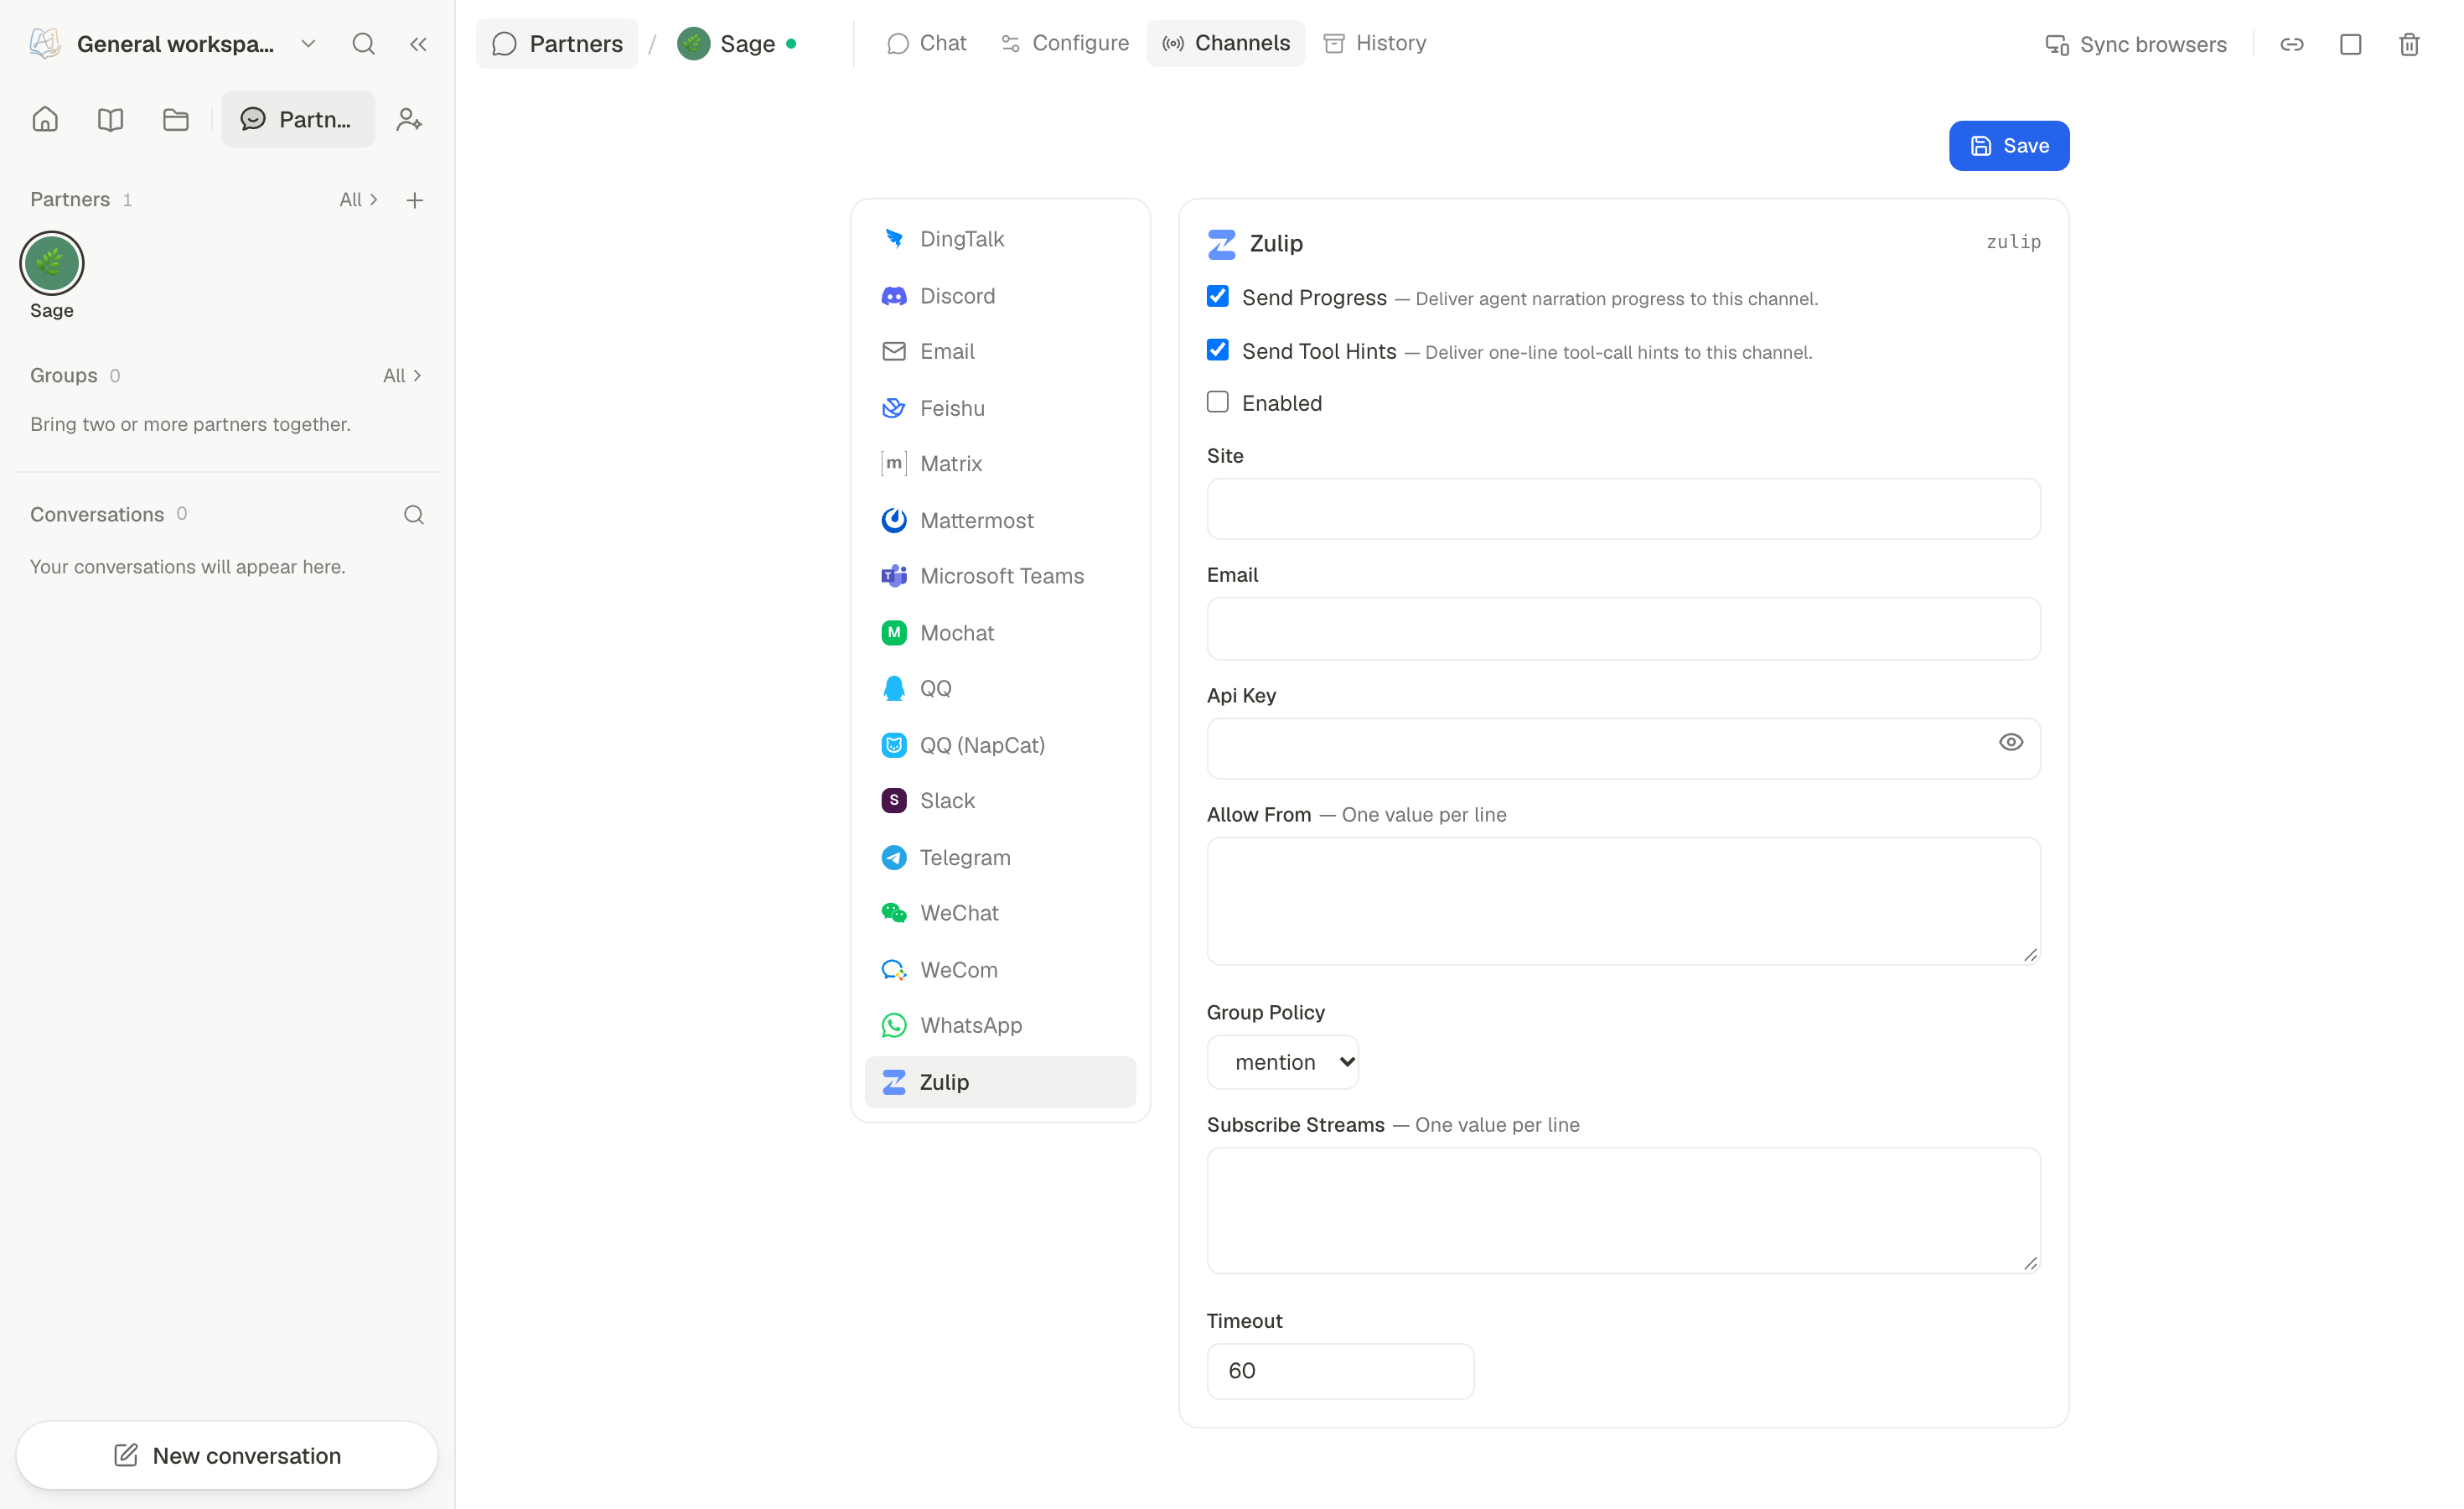 General workspa...
Partn...
Partners 1
All
Sage
Groups 0
All
Bring two or more partners together.
Conversations 0
Your conversations will appear here.
New conversation
Partners / Sage
Chat
Configure
Channels
History
Sync browsers
Save
DingTalk
Discord
Email
Feishu
[m] Matrix
Mattermost
T Microsoft Teams
M Mochat
QQ
QQ (NapCat)
S Slack
Telegram
WeChat
WeCom
WhatsApp
Zulip
Zulip
zulip
Send Progress — Deliver agent narration progress to this channel.
Send Tool Hints — Deliver one-line tool-call hints to this channel.
Enabled
Site
Email
Api Key
Allow From — One value per line
Group Policy
mention
Subscribe Streams — One value per line
Timeout
60